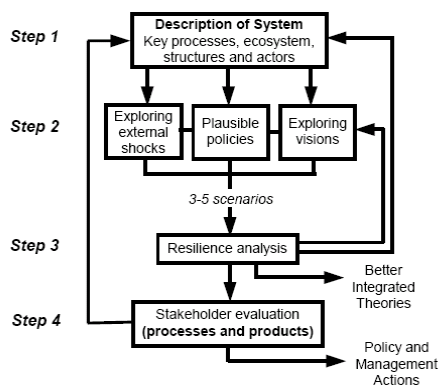 Step 1
Description of System
Key processes, ecosystem,
structures and actors
Step 2
Exploring
external
shocks
Plausible
policies
Exploring
visions
3-5 scenarios
Step 3
Resilience analysis
Better
Integrated
Theories
Step 4
Stakeholder evaluation
(processes and products)
Policy and
Management
Actions